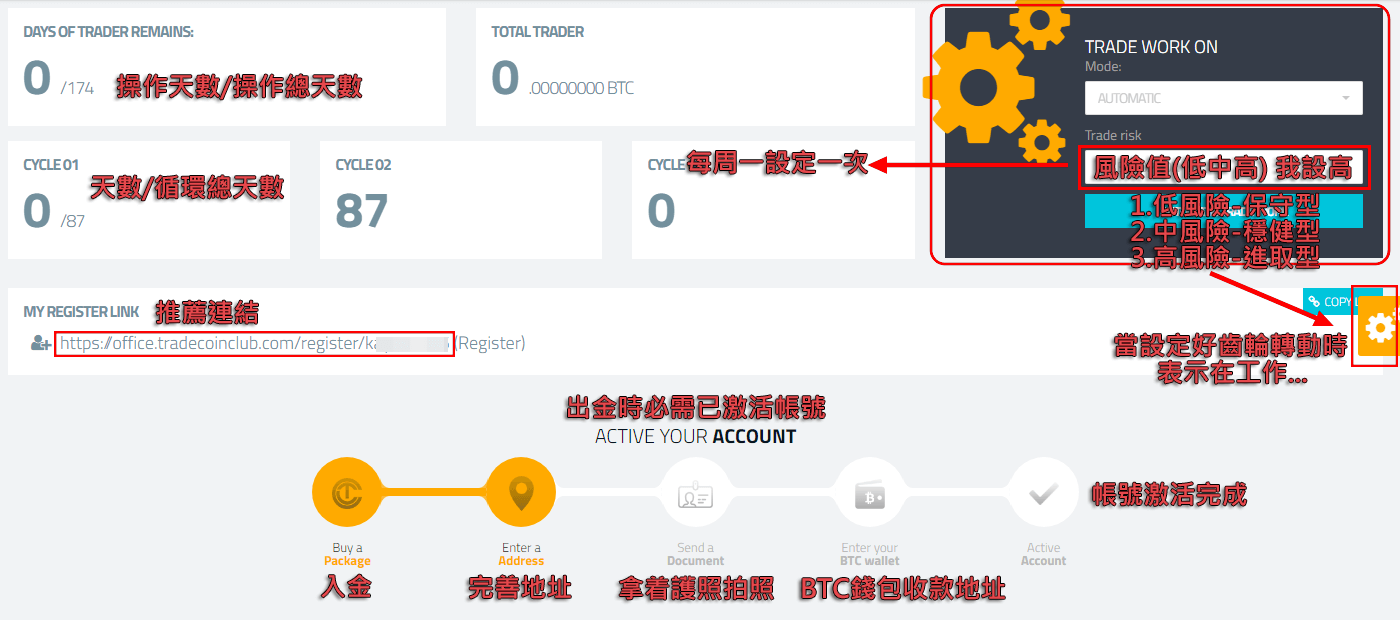 DAYS OF TRADER REMAINS:
0 /174 操作天數/操作總天數
TOTAL TRADER
0 .00000000 BTC
TRADE WORK ON
Mode:
AUTOMATIC
Trade risk
風險值(低中高) 我設高
1.低風險-保守型
2.中風險-穩健型
3.高風險-進取型
CYCLE 01
天數/循環總天數
0 /87
CYCLE 02
87
CYCLE
每周一設定一次
0
MY REGISTER LINK 推薦連結
https://office.tradecoinclub.com/register/ka (Register)
COPY
當設定好齒輪轉動時
表示在工作...
出金時必需已激活帳號
ACTIVE YOUR ACCOUNT
帳號激活完成
Buy a
Package
入金
Enter a
Address
完善地址
Send a
Document
拿着護照拍照
Enter your
BTC wallet
BTC錢包收款地址
Active
Account